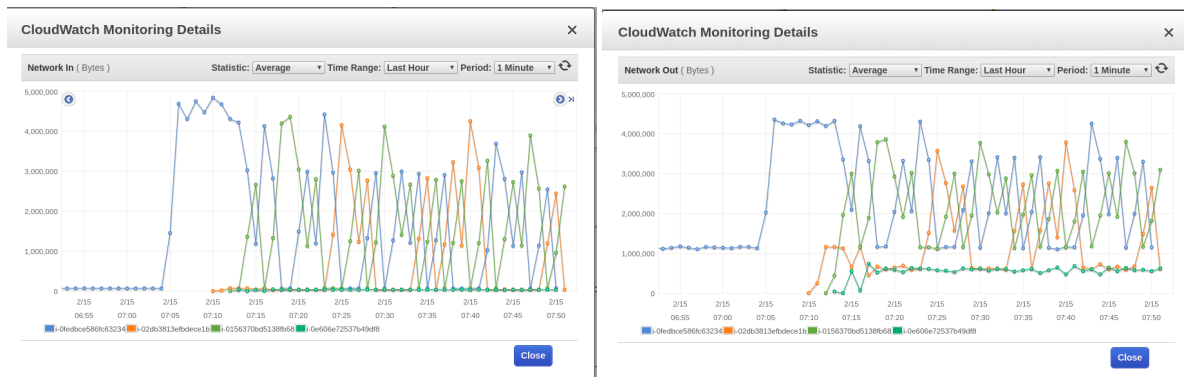 CloudWatch Monitoring Details ×
Network In ( Bytes ) Statistic: Average Time Range: Last Hour Period: 1 Minute
5,000,000
4,000,000
3,000,000
2,000,000
1,000,000
0
2/15 2/15 2/15 2/15 2/15 2/15 2/15 2/15 2/15 2/15 2/15 2/15
06:55 07:00 07:05 07:10 07:15 07:20 07:25 07:30 07:35 07:40 07:45 07:50
i-0fedbce586fc63234 i-02db3813efbdece1b i-0156370bd5138fb68 i-0e606e72537b49df8
Close
CloudWatch Monitoring Details ×
Network Out ( Bytes ) Statistic: Average Time Range: Last Hour Period: 1 Minute
5,000,000
4,000,000
3,000,000
2,000,000
1,000,000
0
2/15 2/15 2/15 2/15 2/15 2/15 2/15 2/15 2/15 2/15 2/15 2/15
06:55 07:00 07:05 07:10 07:15 07:20 07:25 07:30 07:35 07:40 07:45 07:50
i-0fedbce586fc63234 i-02db3813efbdece1b i-0156370bd5138fb68 i-0e606e72537b49df8
Close